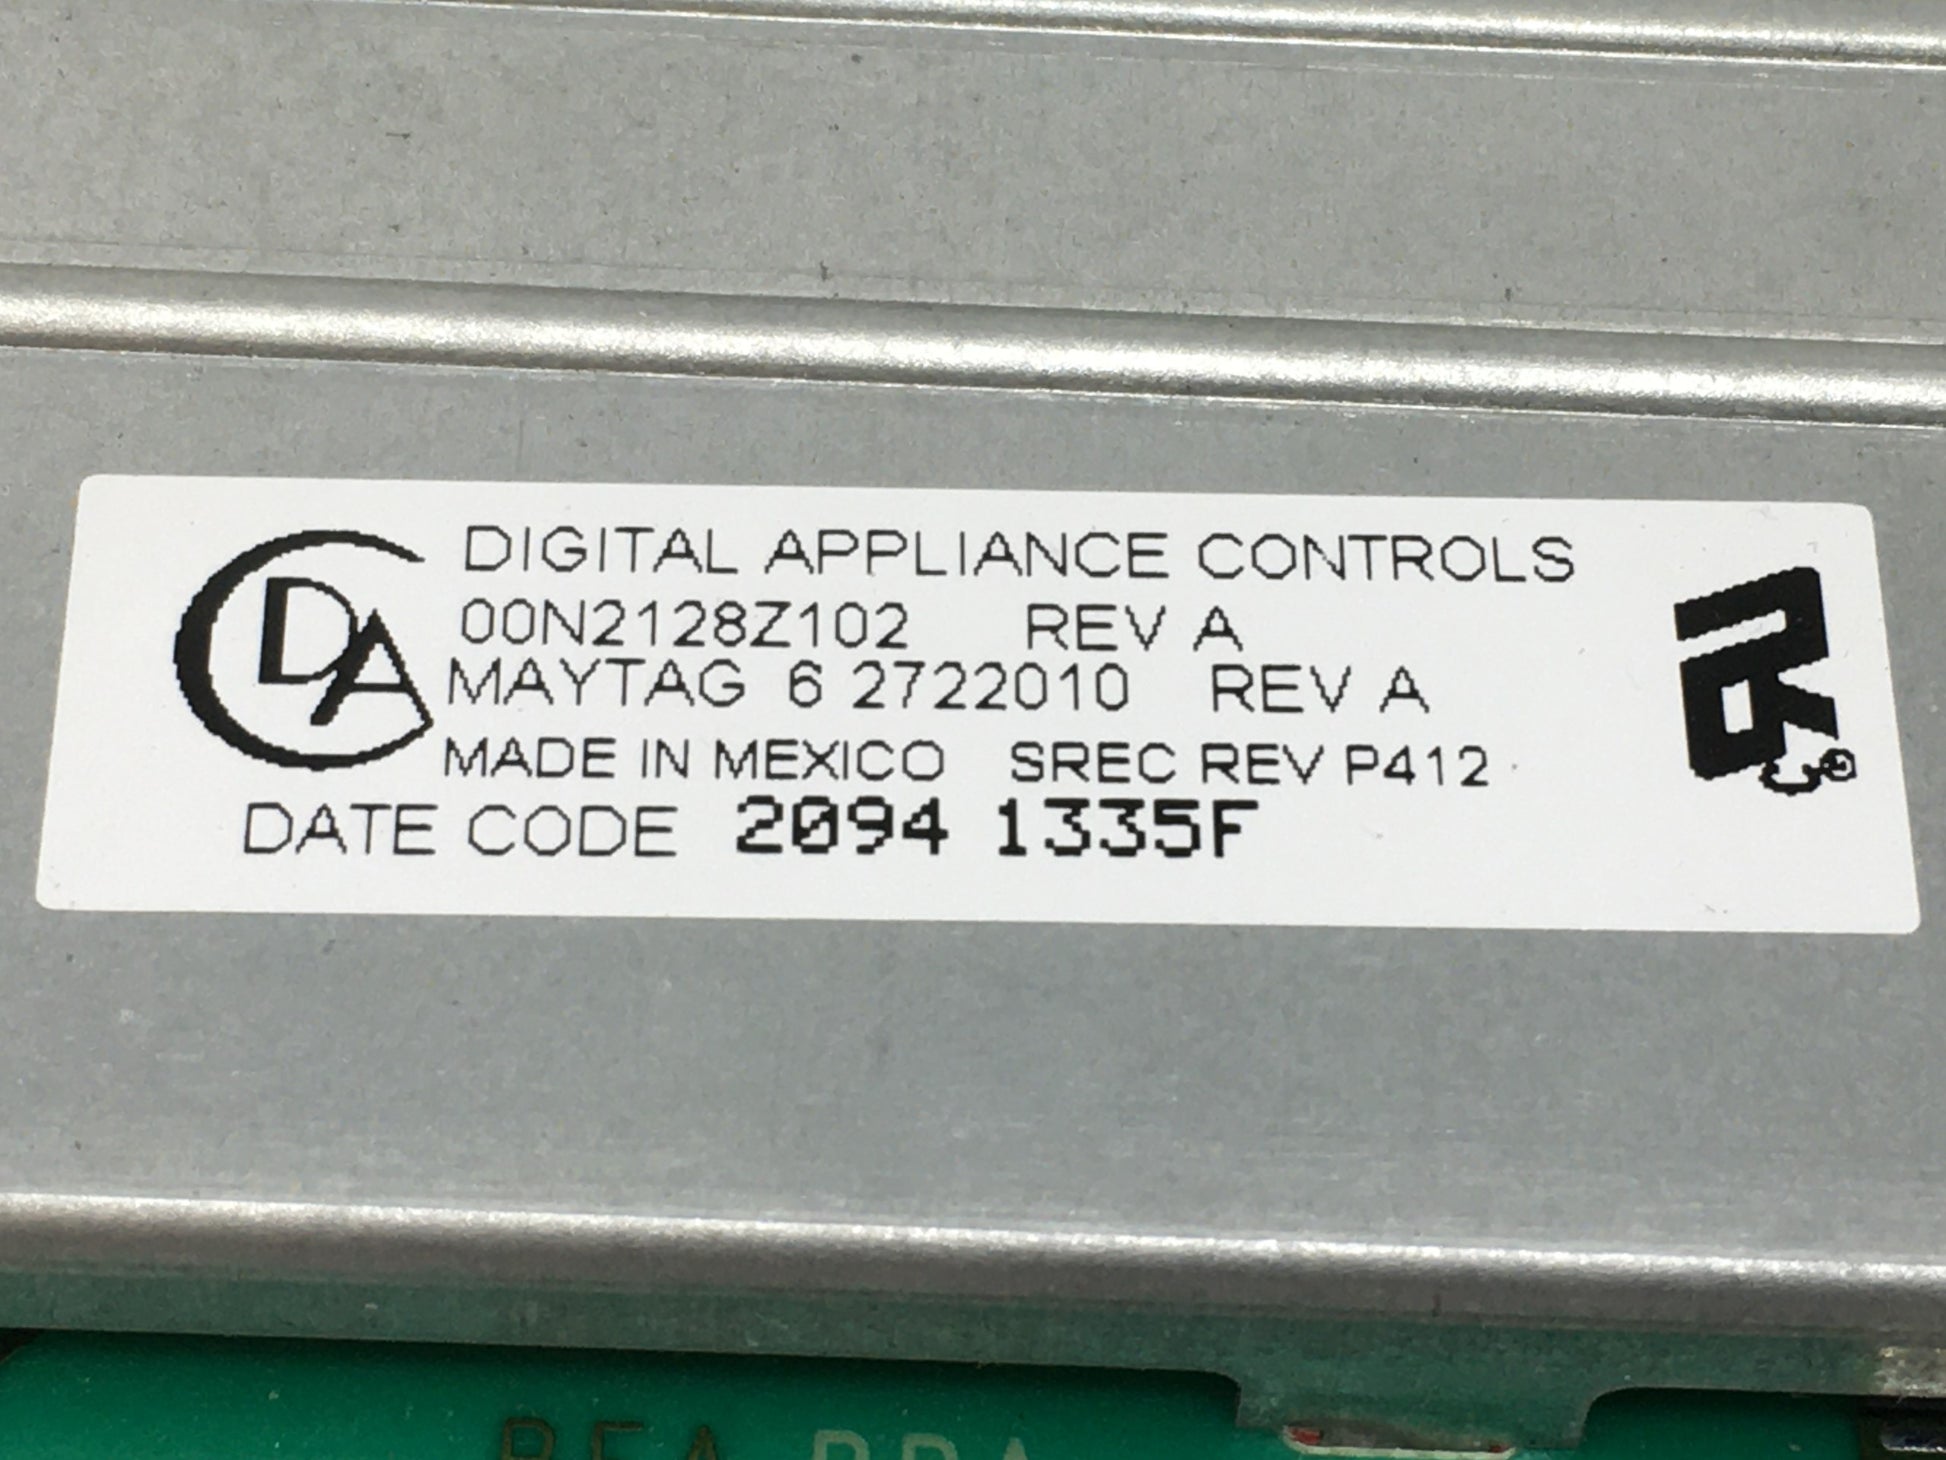 DIGITAL APPLIANCE CONTROLS
00N2128Z102 REV A
MAYTAG 6 2722010 REV A
MADE IN MEXICO SREC REV P412
DATE CODE 2094 1335F
CDA